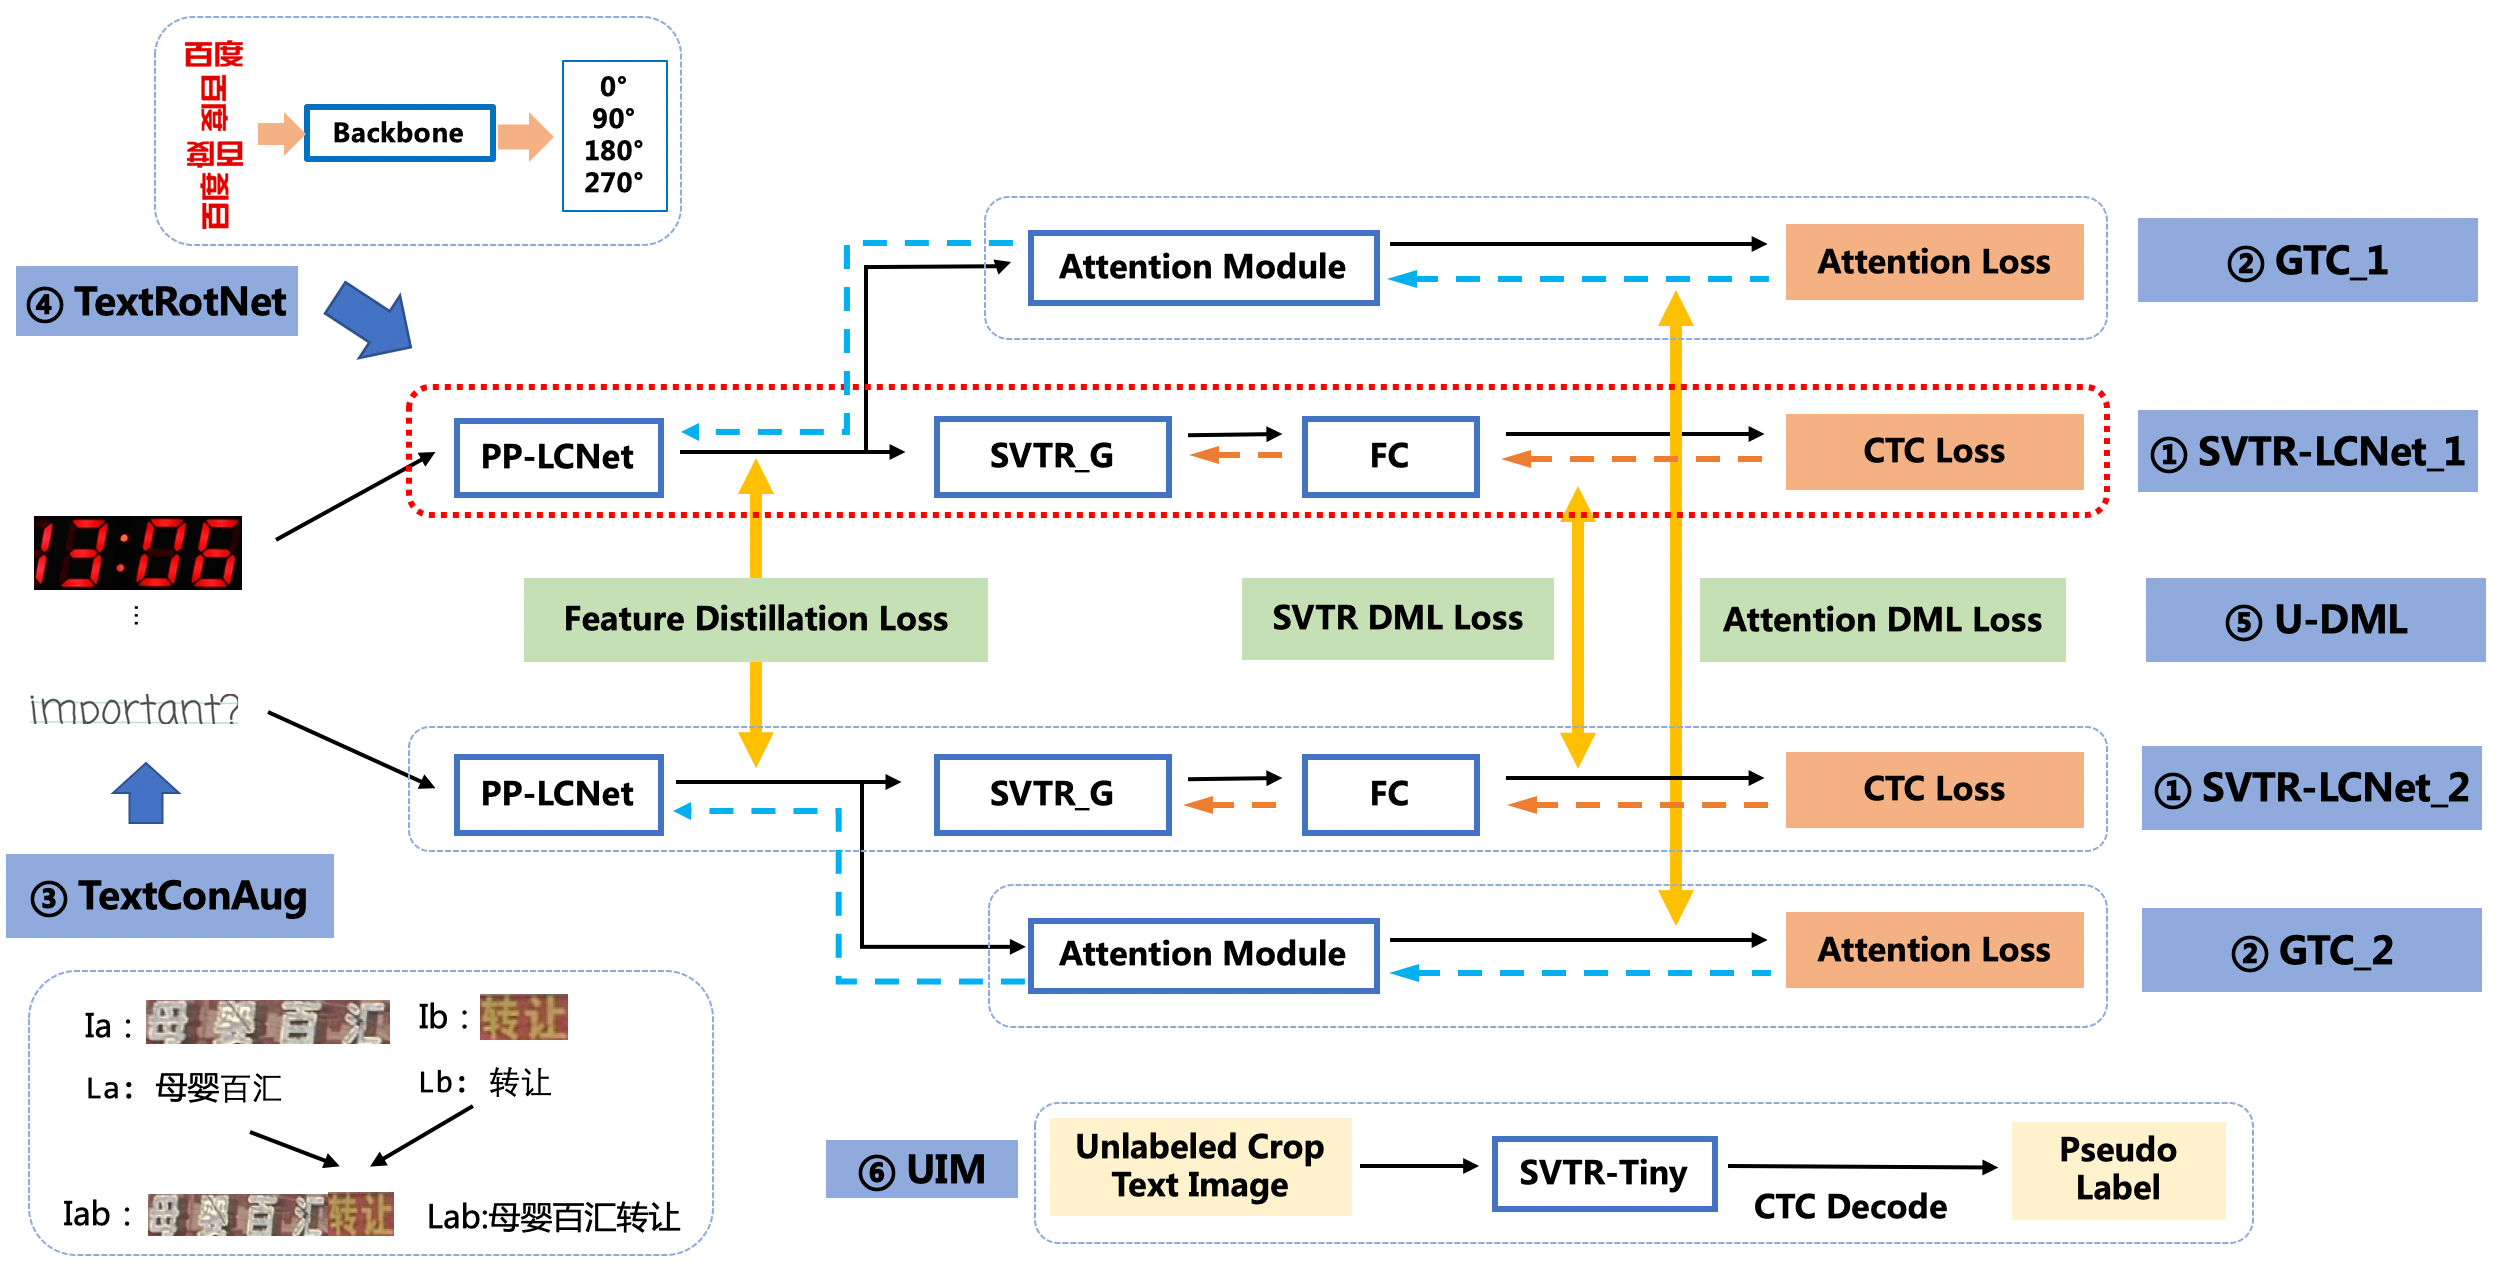 百度
百度
百度
百度
Backbone
0°
90°
180°
270°
④ TextRotNet
Attention Module
Attention Loss
② GTC_1
PP-LCNet
SVTR_G
FC
CTC Loss
① SVTR-LCNet_1
13:06
⋮
Feature Distillation Loss
SVTR DML Loss
Attention DML Loss
⑤ U-DML
important?
PP-LCNet
SVTR_G
FC
CTC Loss
① SVTR-LCNet_2
③ TextConAug
Attention Module
Attention Loss
② GTC_2
Ia : 母婴百汇
Ib : 转让
La: 母婴百汇
Lb: 转让
Iab : 母婴百汇转让
Lab:母婴百汇转让
⑥ UIM
Unlabeled Crop
Text Image
SVTR-Tiny
CTC Decode
Pseudo
Label